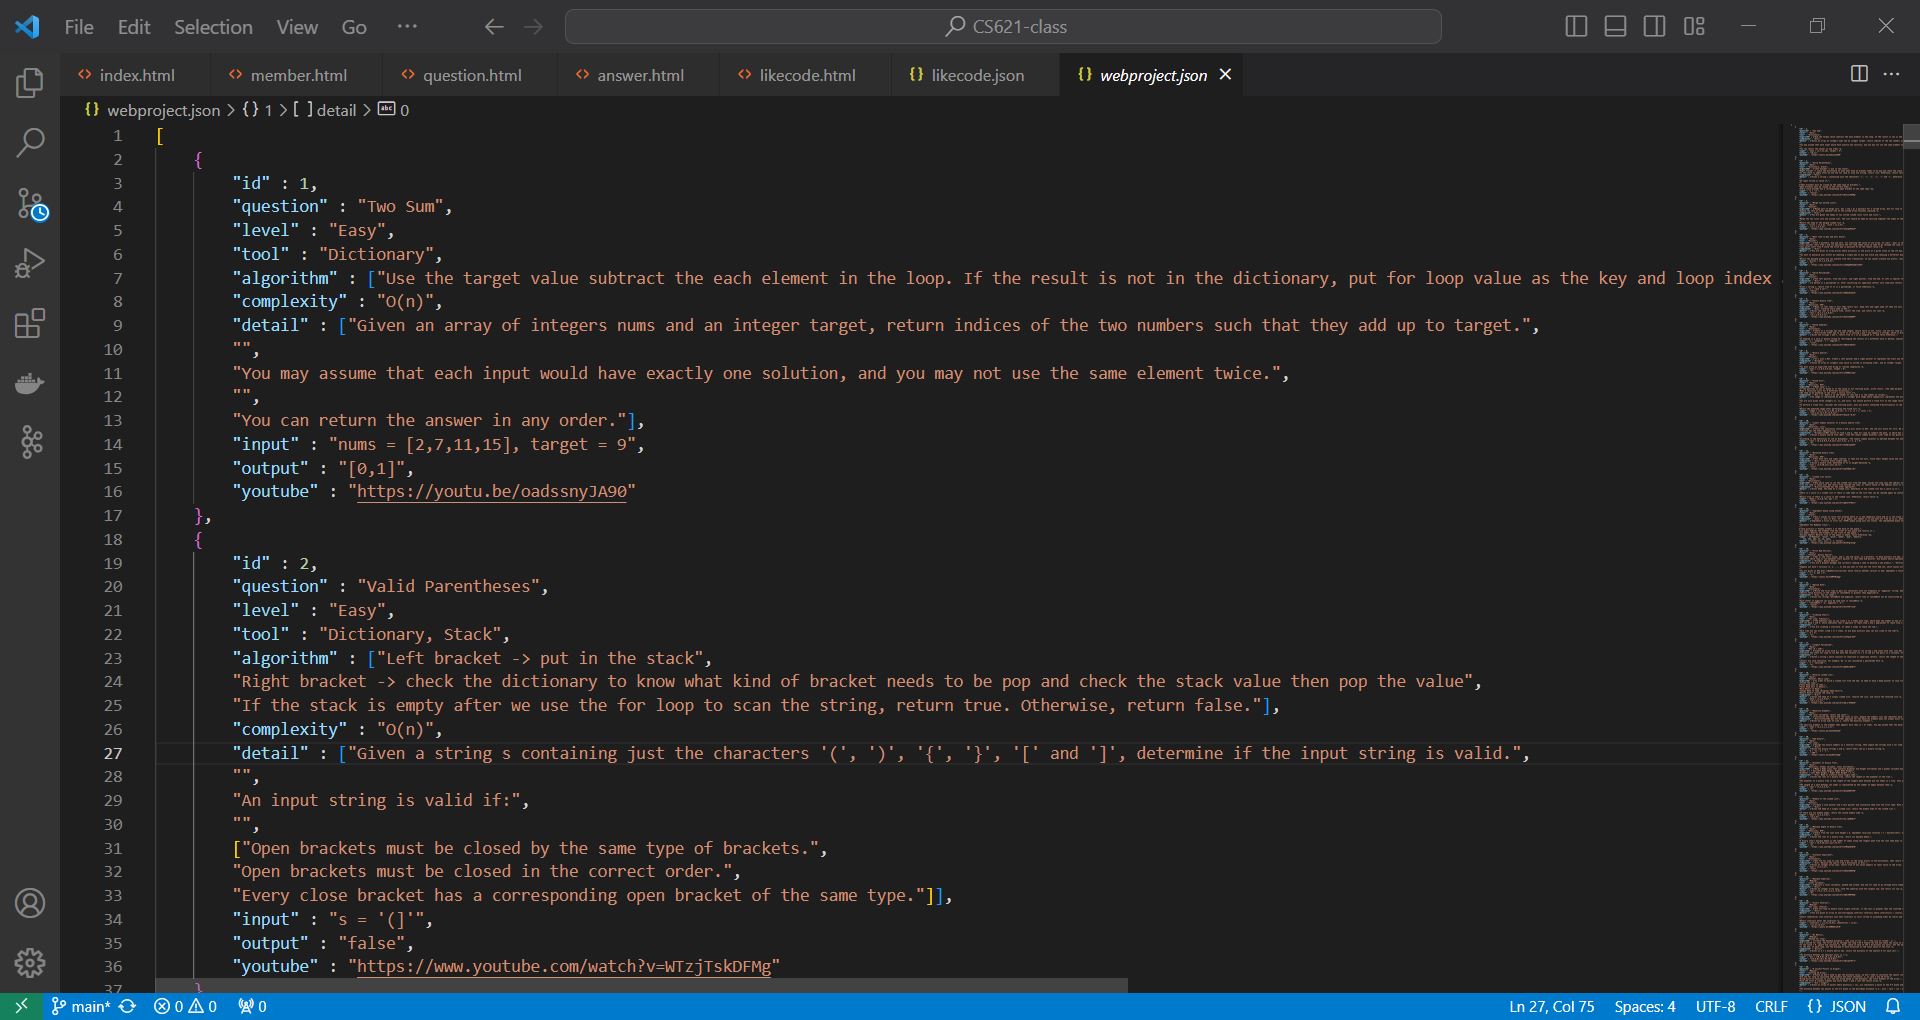 File Edit Selection View Go ··· CS621-class
index.html member.html question.html answer.html likecode.html {} likecode.json {} webproject.json
{} webproject.json > {} 1 > [ ] detail > abc 0
1 [
2 {
3 "id" : 1,
4 "question" : "Two Sum",
5 "level" : "Easy",
6 "tool" : "Dictionary",
7 "algorithm" : ["Use the target value subtract the each element in the loop. If the result is not in the dictionary, put for loop value as the key and loop index
8 "complexity" : "O(n)",
9 "detail" : ["Given an array of integers nums and an integer target, return indices of the two numbers such that they add up to target.",
10 "",
11 "You may assume that each input would have exactly one solution, and you may not use the same element twice.",
12 "",
13 "You can return the answer in any order."],
14 "input" : "nums = [2,7,11,15], target = 9",
15 "output" : "[0,1]",
16 "youtube" : "https://youtu.be/oadssnyJA90"
17 },
18 {
19 "id" : 2,
20 "question" : "Valid Parentheses",
21 "level" : "Easy",
22 "tool" : "Dictionary, Stack",
23 "algorithm" : ["Left bracket -> put in the stack",
24 "Right bracket -> check the dictionary to know what kind of bracket needs to be pop and check the stack value then pop the value",
25 "If the stack is empty after we use the for loop to scan the string, return true. Otherwise, return false."],
26 "complexity" : "O(n)",
27 "detail" : ["Given a string s containing just the characters '(', ')', '{', '}', '[' and ']', determine if the input string is valid.",
28 "",
29 "An input string is valid if:",
30 "",
31 ["Open brackets must be closed by the same type of brackets.",
32 "Open brackets must be closed in the correct order.",
33 "Every close bracket has a corresponding open bracket of the same type."]],
34 "input" : "s = '(]'",
35 "output" : "false",
36 "youtube" : "https://www.youtube.com/watch?v=WTzjTskDFMg"
37 }
main* 0 0 0 Ln 27, Col 75 Spaces: 4 UTF-8 CRLF {} JSON